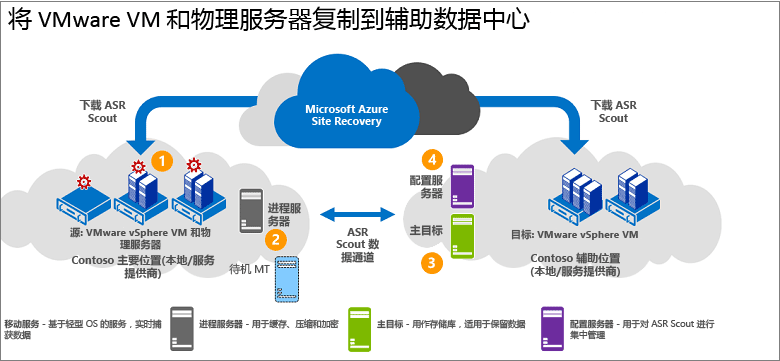 将 VMware VM 和物理服务器复制到辅助数据中心
下载 ASR
Scout
Microsoft Azure
Site Recovery
下载 ASR
Scout
1
4
配置服
务器
进程服
务器
2
主目标
3
ASR
Scout 数
据通道
待机 MT
源: VMware vSphere VM 和物
理服务器
Contoso 主要位置(本地/服务
提供商)
目标: VMware vSphere VM
Contoso 辅助位置
(本地/服务提供商)
移动服务 - 基于轻型 OS 的服务，实时捕
获数据
进程服务器 - 用于缓存、压缩和加密
主目标 - 用作存储库，适用于保留数据
配置服务器 - 用于对 ASR Scout 进行
集中管理